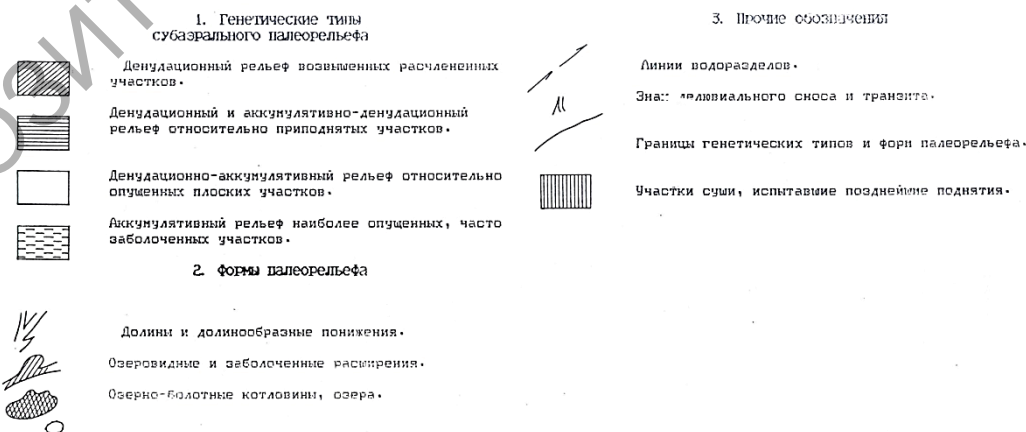 1. Генетические типы
субаэрального палеорельефа
Денудационный рельеф возвышенных расчлененных
участков.
Денудационный и аккумулятивно-денудационный
рельеф относительно приподнятых участков.
Денудационно-аккумулятивный рельеф относительно
опущенных плоских участков.
Аккумулятивный рельеф наиболее опущенных, часто
заболоченных участков.
2. Формы палеорельефа
Долины и долинообразные понижения.
Озеровидные и заболоченные расширения.
Озерно-болотные котловины, озера.
3. Прочие обозначения
Линии водоразделов.
сноса и транзита.
Границы генетических типов и форм палеорельефа.
Участки суши, испытавшие позднейшие поднятия.